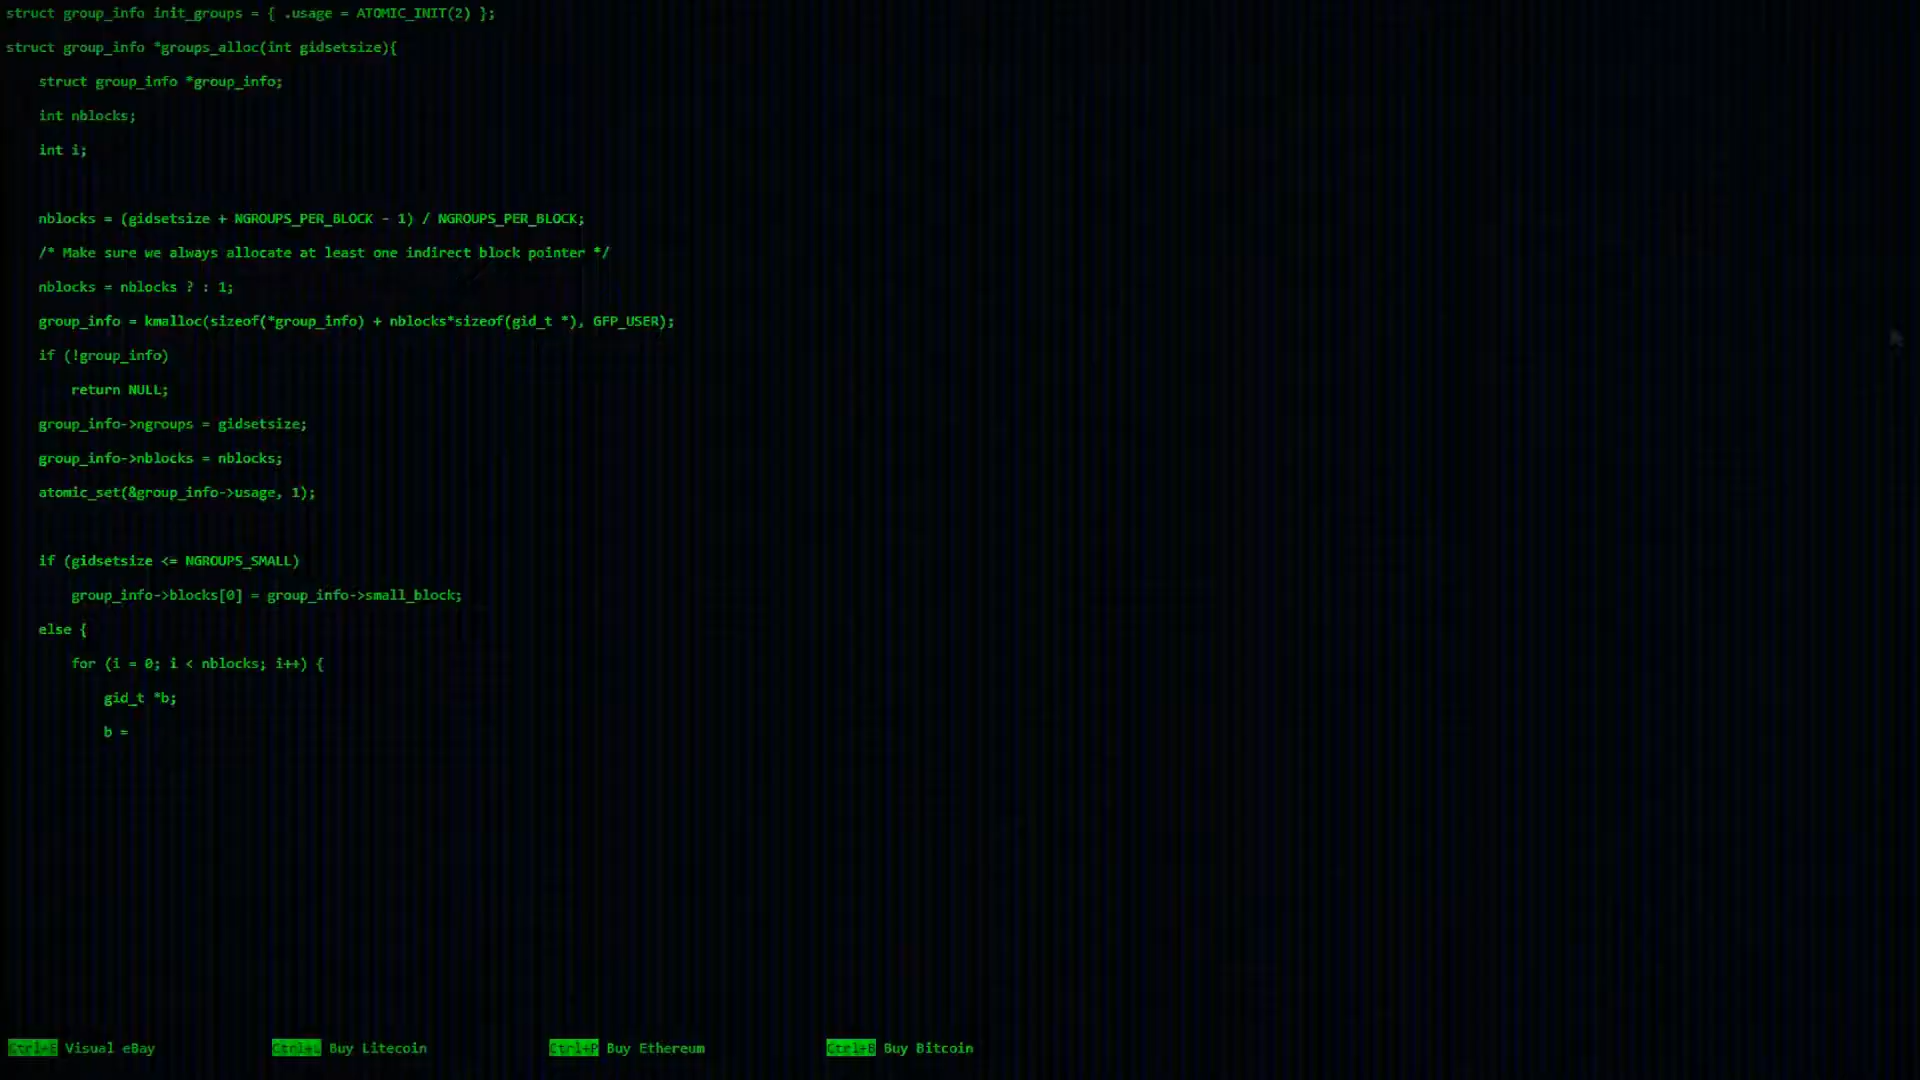 struct group_info init_groups = { .usage = ATOMIC_INIT(2) };
struct group_info *groups_alloc(int gidsetsize){
    struct group_info *group_info;
    int nblocks;
    int i;

    nblocks = (gidsetsize + NGROUPS_PER_BLOCK - 1) / NGROUPS_PER_BLOCK;
    /* Make sure we always allocate at least one indirect block pointer */
    nblocks = nblocks ? : 1;
    group_info = kmalloc(sizeof(*group_info) + nblocks*sizeof(gid_t *), GFP_USER);
    if (!group_info)
        return NULL;
    group_info->ngroups = gidsetsize;
    group_info->nblocks = nblocks;
    atomic_set(&group_info->usage, 1);

    if (gidsetsize <= NGROUPS_SMALL)
        group_info->blocks[0] = group_info->small_block;
    else {
        for (i = 0; i < nblocks; i++) {
            gid_t *b;
            b =
Ctrl+E Visual eBay Ctrl+L Buy Litecoin Ctrl+P Buy Ethereum Ctrl+B Buy Bitcoin